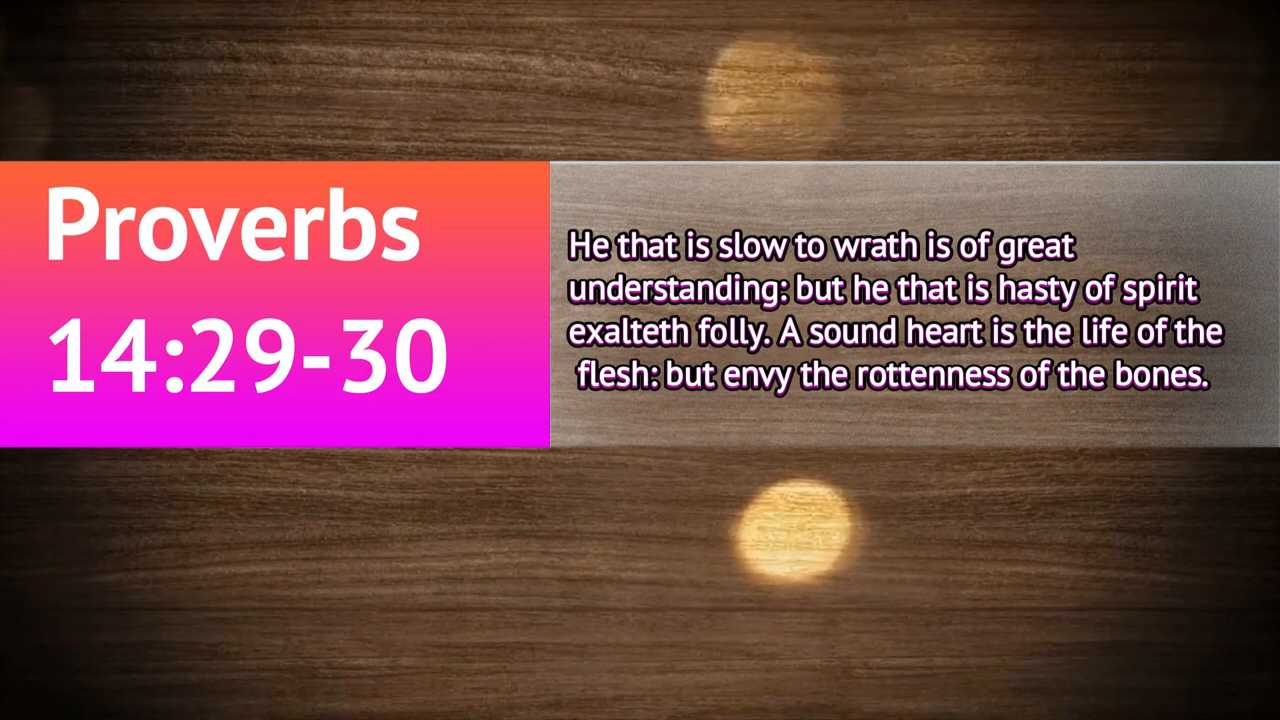 Proverbs
14:29-30
He that is slow to wrath is of great
understanding: but he that is hasty of spirit
exalteth folly. A sound heart is the life of the
flesh: but envy the rottenness of the bones.